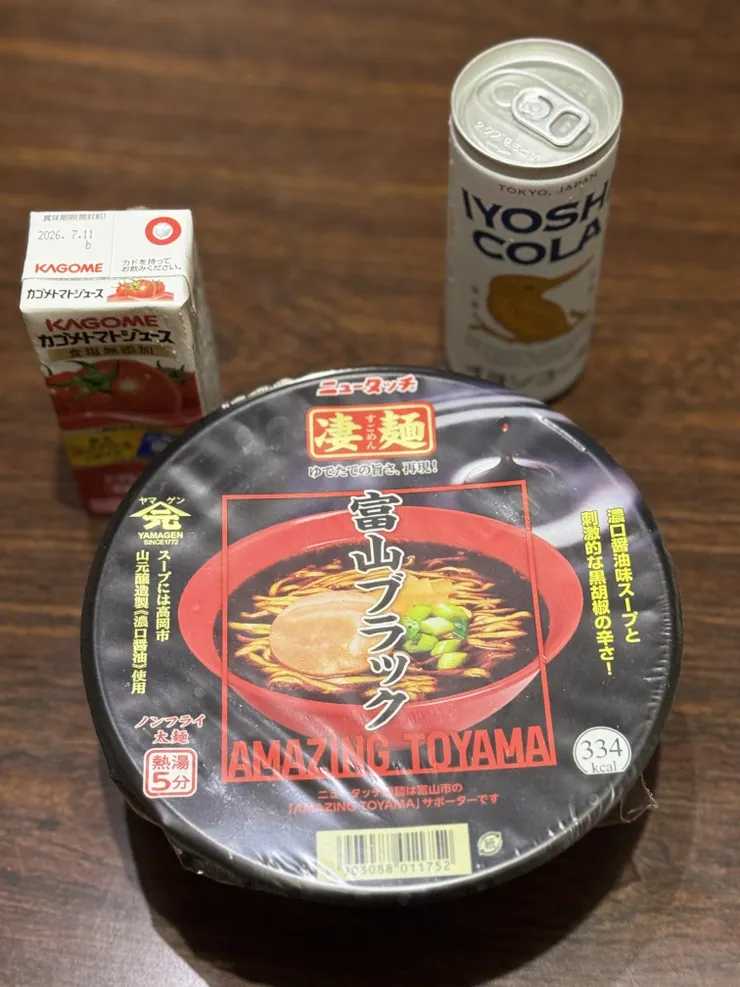 賞味期限(開封前)
2026. 7.11
b
KAGOME
カドを持って
お飲みください。
カゴメトマトジュース
KAGOME
カゴメトマトジュース
食塩無添加
TOKYO, JAPAN
IYOSHI
COLA
ニュータッチ
凄麺
すごめん
ゆでたての旨さ、再現!
富山ブラック
濃口醤油味スープと
刺激的な黒胡椒の辛さ!
ヤマゲン
元
YAMAGEN
SINCE1772
スープには高岡市
山元醸造製《濃口醤油》使用
ノンフライ
太麺
熱湯
5分
AMAZING TOYAMA
334
kcal
ニュータッチ凄麺は富山市の
「AMAZING TOYAMA」サポーターです
903088 011752